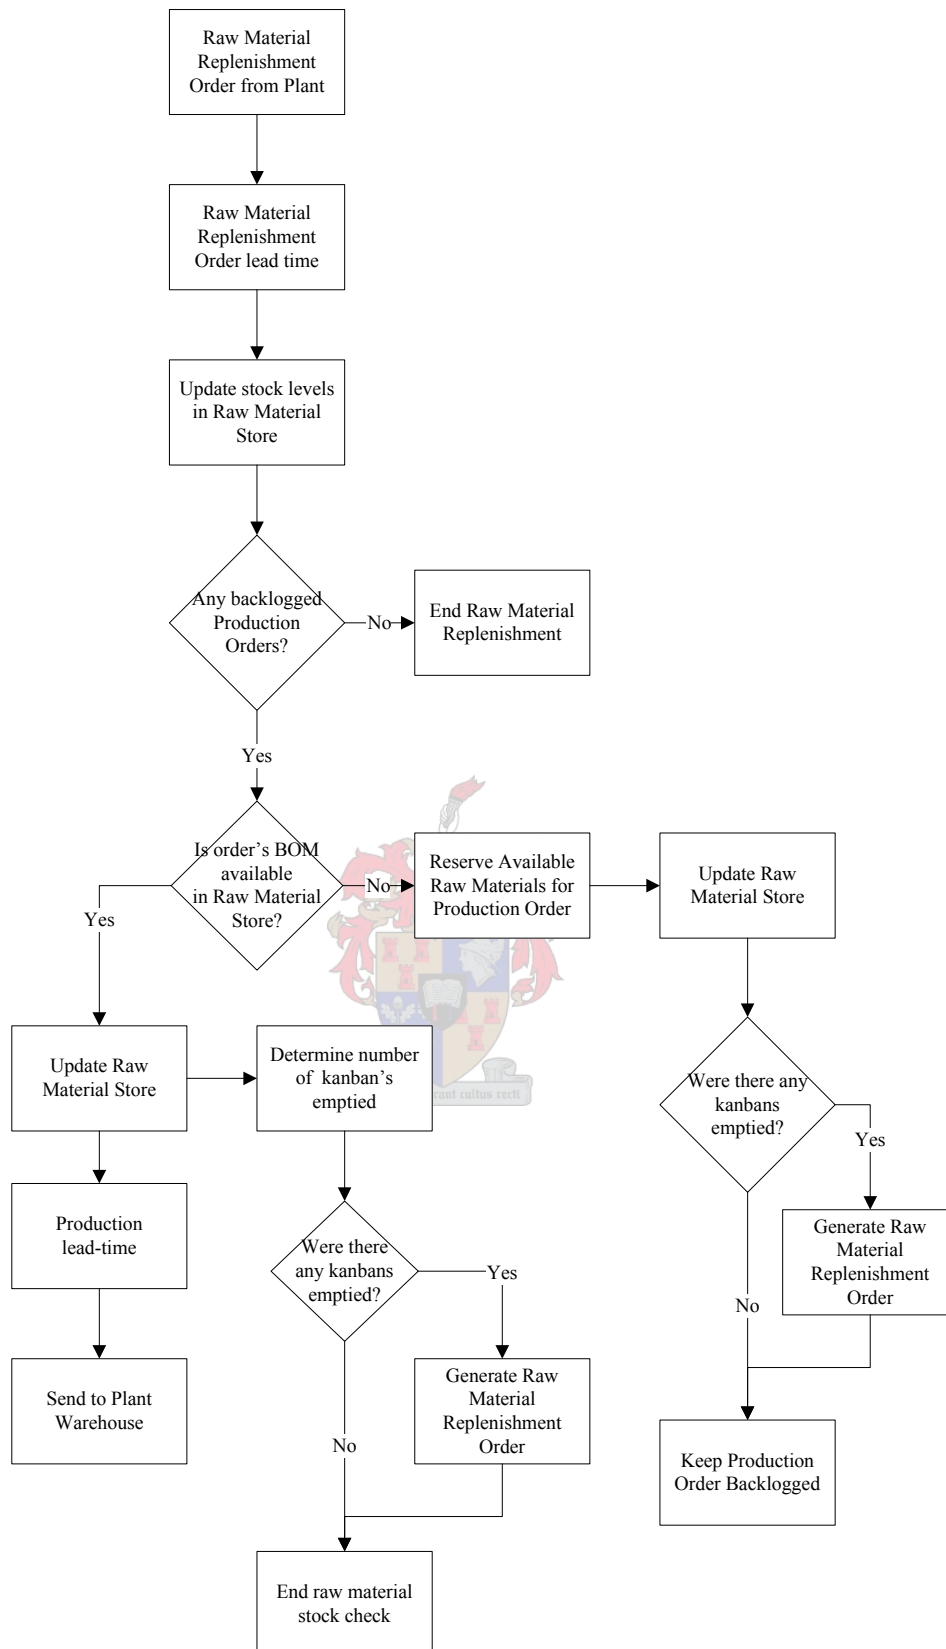 Raw Material
Replenishment
Order from Plant
Raw Material
Replenishment
Order lead time
Update stock levels
in Raw Material
Store
Any backlogged
Production
Orders?
No
End Raw Material
Replenishment
Yes
Is order's BOM
available
in Raw Material
Store?
No
Reserve Available
Raw Materials for
Production Order
Update Raw
Material Store
Yes
Update Raw
Material Store
Determine number
of kanban's
emptied
cultus recti
Were there any
kanbans
emptied?
Yes
Production
lead-time
Were there
any kanbans
emptied?
Yes
Generate Raw
Material
Replenishment
Order
No
Send to Plant
Warehouse
Generate Raw
Material
Replenishment
Order
No
Keep Production
Order Backlogged
End raw material
stock check